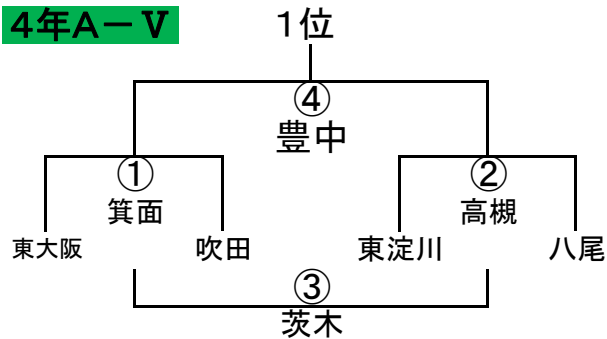 4年A－Ⅴ
1位
④
豊中
① ②
箕面 高槻
東大阪 吹田 東淀川 八尾
③
茨木